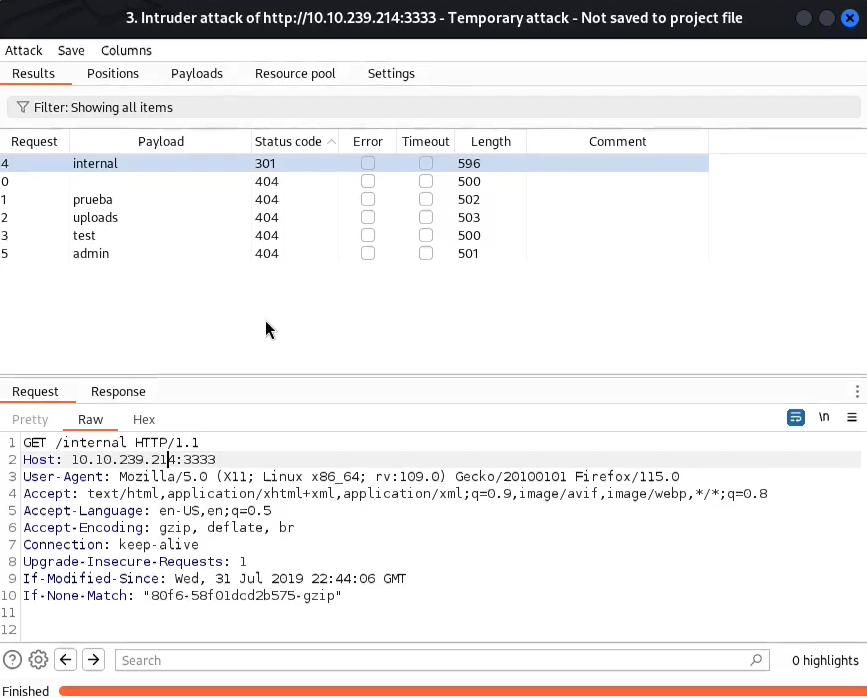 3. Intruder attack of http://10.10.239.214:3333 - Temporary attack - Not saved to project file
Attack Save Columns
Results Positions Payloads Resource pool Settings
Filter: Showing all items
Request Payload Status code Error Timeout Length Comment
4 internal 301 596
0 404 500
1 prueba 404 502
2 uploads 404 503
3 test 404 500
5 admin 404 501
Request Response
Pretty Raw Hex \n
1 GET /internal HTTP/1.1
2 Host: 10.10.239.214:3333
3 User-Agent: Mozilla/5.0 (X11; Linux x86_64; rv:109.0) Gecko/20100101 Firefox/115.0
4 Accept: text/html,application/xhtml+xml,application/xml;q=0.9,image/avif,image/webp,*/*;q=0.8
5 Accept-Language: en-US,en;q=0.5
6 Accept-Encoding: gzip, deflate, br
7 Connection: keep-alive
8 Upgrade-Insecure-Requests: 1
9 If-Modified-Since: Wed, 31 Jul 2019 22:44:06 GMT
10 If-None-Match: "80f6-58f01dcd2b575-gzip"
11
12
Search 0 highlights
Finished